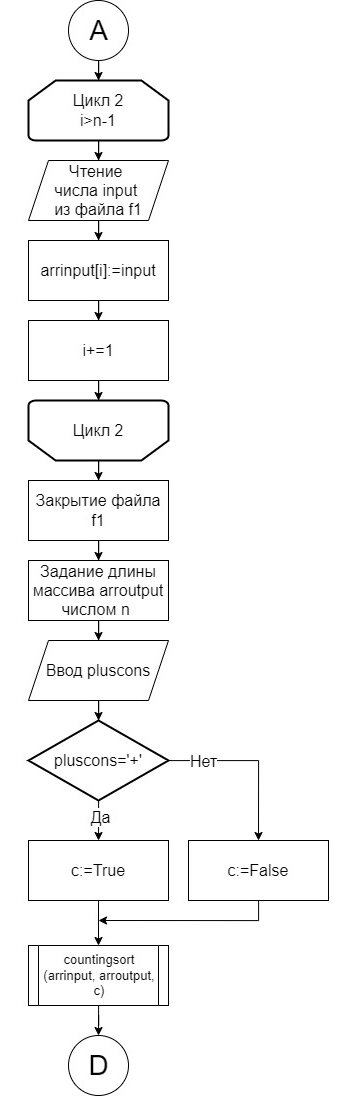 A
Цикл 2
i>n-1
Чтение
числа input
из файла f1
arrinput[i]:=input
i+=1
Цикл 2
Закрытие файла
f1
Задание длины
массива arroutput
числом n
Ввод pluscons
pluscons='+'
Нет
Да
c:=True
c:=False
countingsort
(arrinput, arroutput,
c)
D